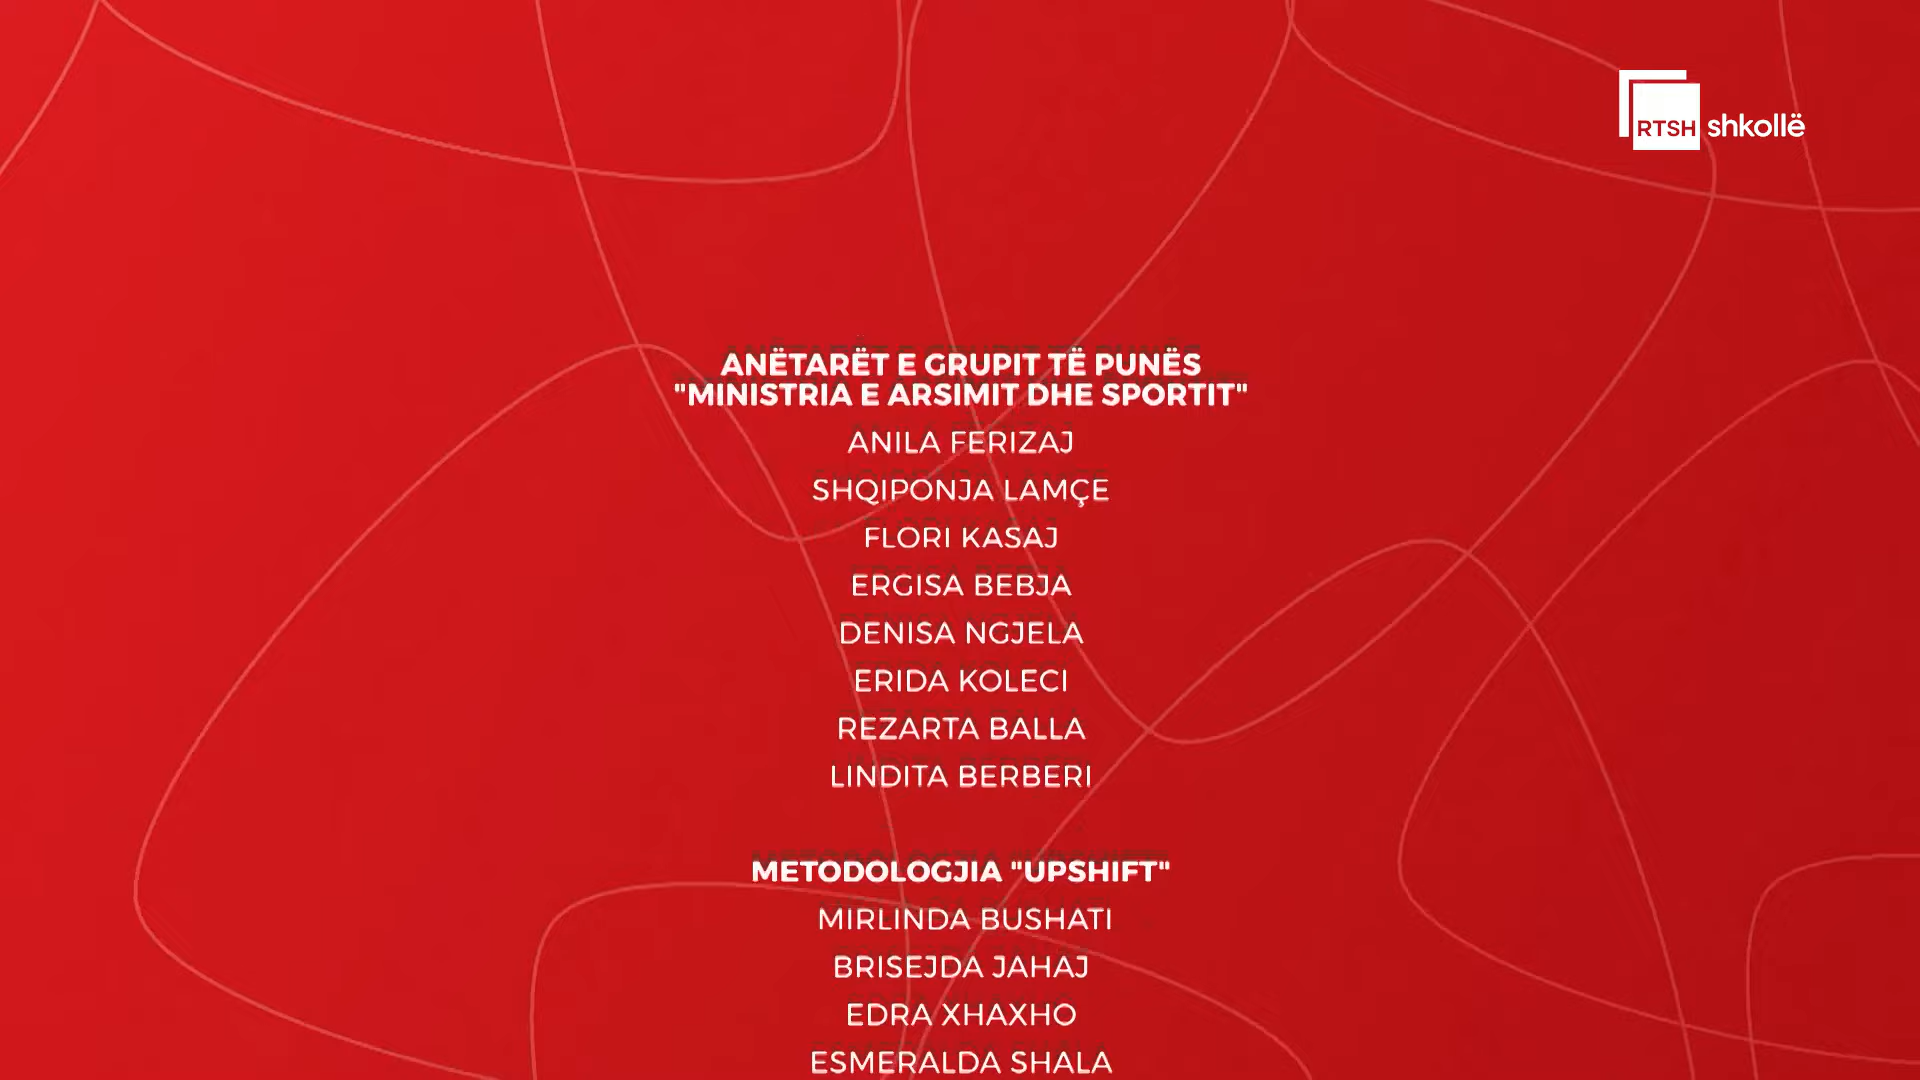 RTSH shkollë
ANËTARËT E GRUPIT TË PUNËS
"MINISTRIA E ARSIMIT DHE SPORTIT"
ANILA FERIZAJ
SHQIPONJA LAMÇE
FLORI KASAJ
ERGISA BEBJA
DENISA NGJELA
ERIDA KOLECI
REZARTA BALLA
LINDITA BERBERI
METODOLOGJIA "UPSHIFT"
MIRLINDA BUSHATI
BRISEJDA JAHAJ
EDRA XHAXHO
ESMERALDA SHALA